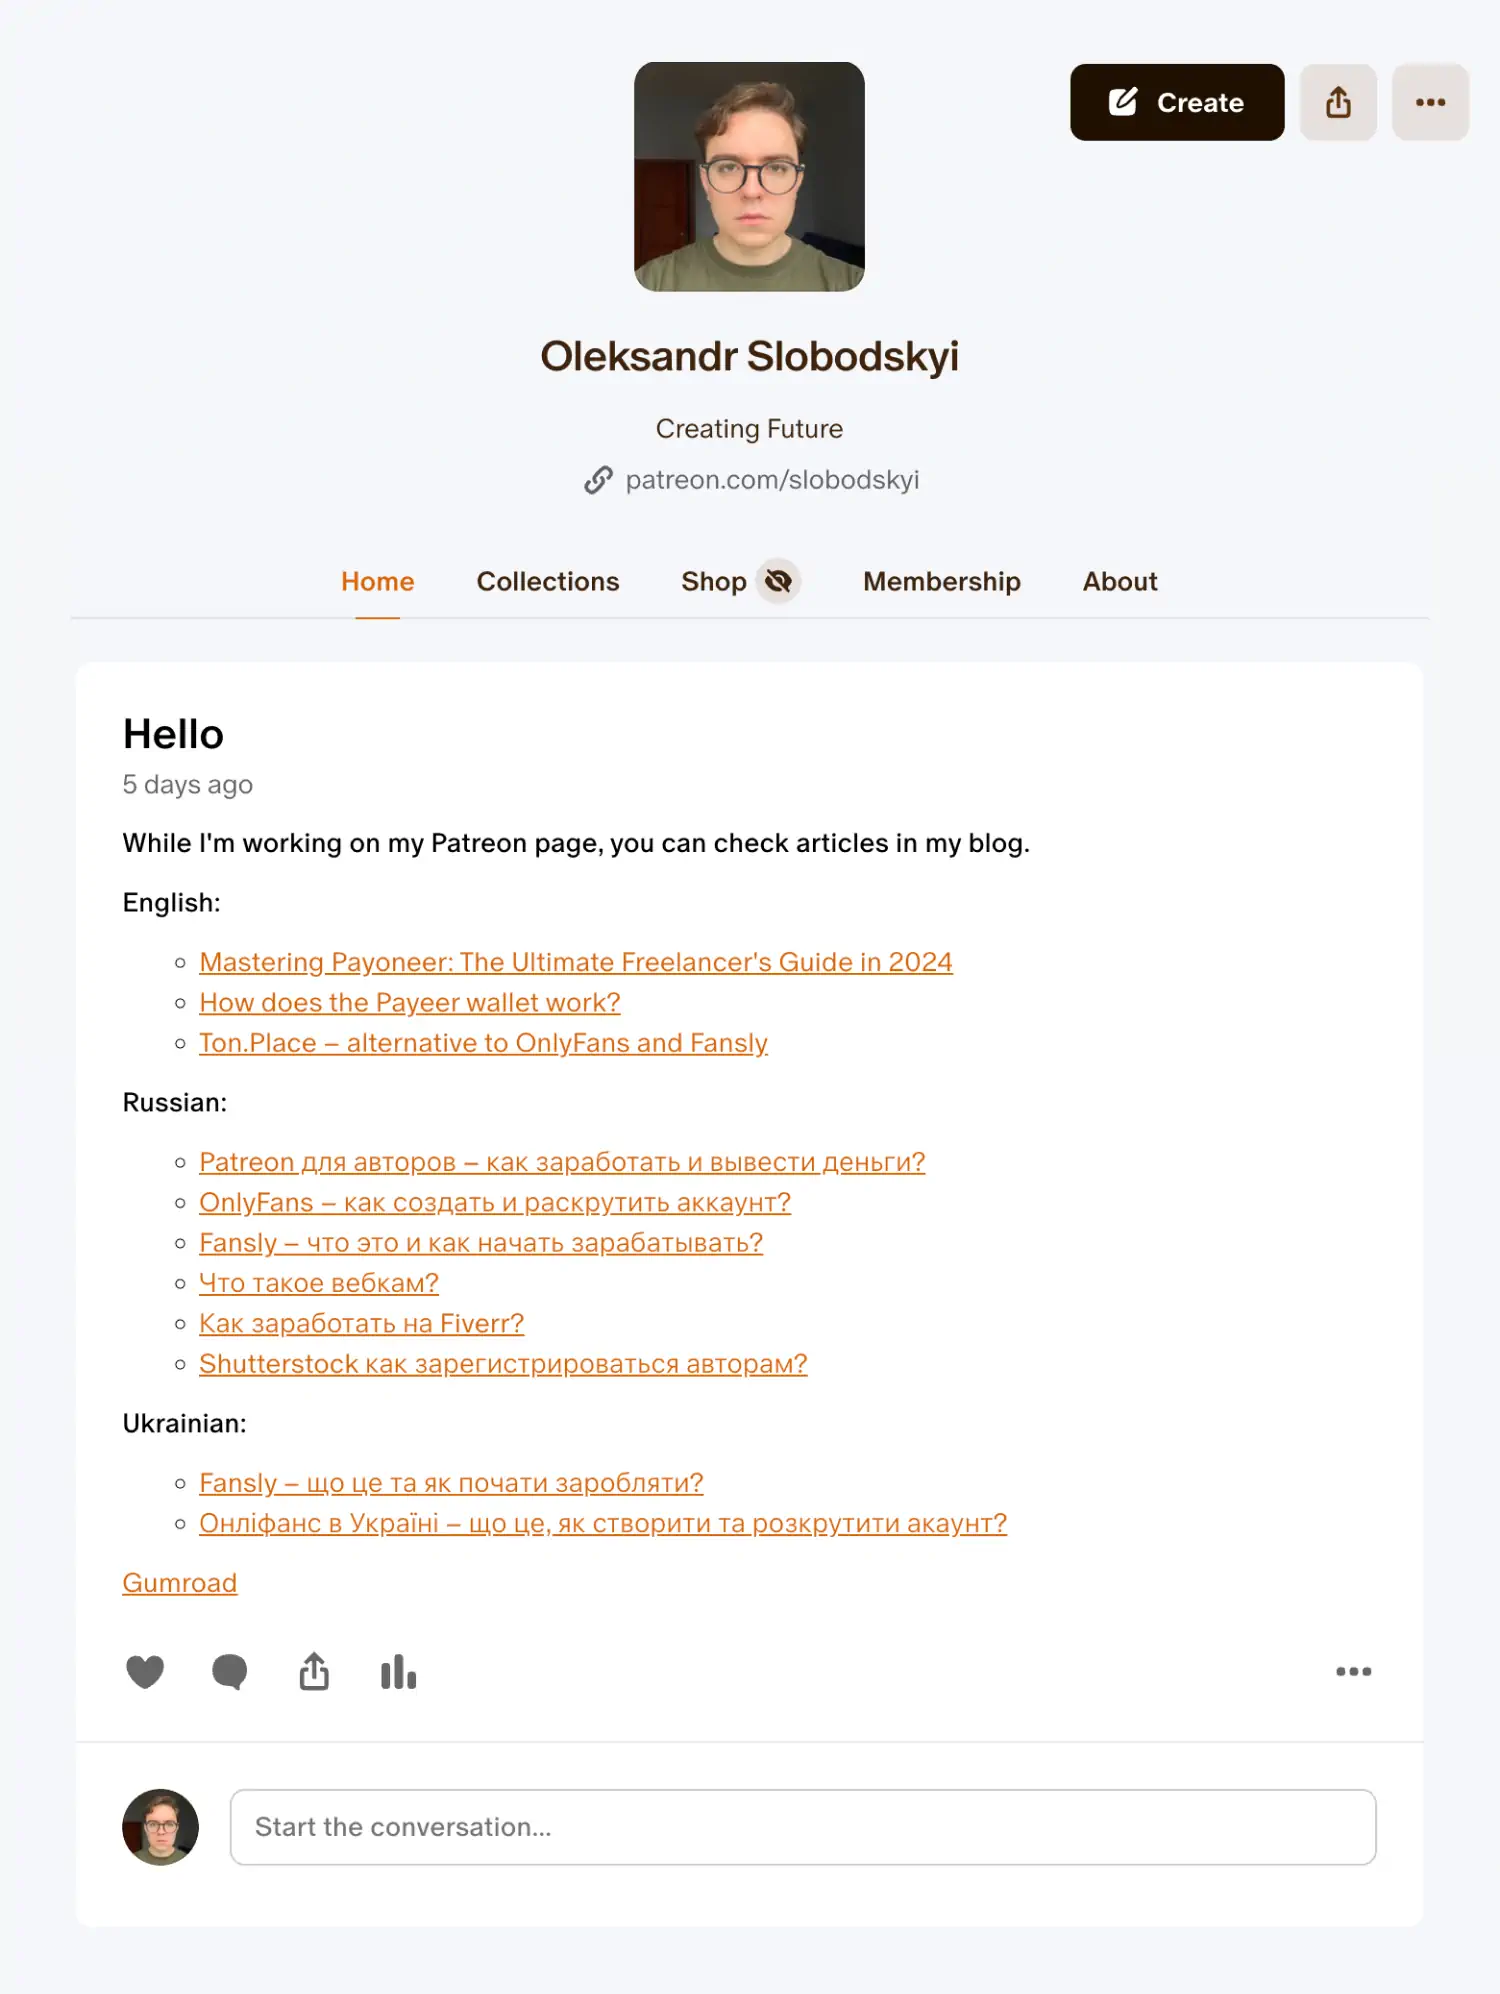 Create
Oleksandr Slobodskyi
Creating Future
patreon.com/slobodskyi
Home
Collections
Shop
Membership
About
Hello
5 days ago
While I'm working on my Patreon page, you can check articles in my blog.
English:
Mastering Payoneer: The Ultimate Freelancer's Guide in 2024
How does the Payeer wallet work?
Ton.Place – alternative to OnlyFans and Fansly
Russian:
Patreon для авторов – как заработать и вывести деньги?
OnlyFans – как создать и раскрутить аккаунт?
Fansly – что это и как начать зарабатывать?
Что такое вебкам?
Как заработать на Fiverr?
Shutterstock как зарегистрироваться авторам?
Ukrainian:
Fansly – що це та як почати заробляти?
Онліфанс в Україні – що це, як створити та розкрутити акаунт?
Gumroad
Start the conversation...